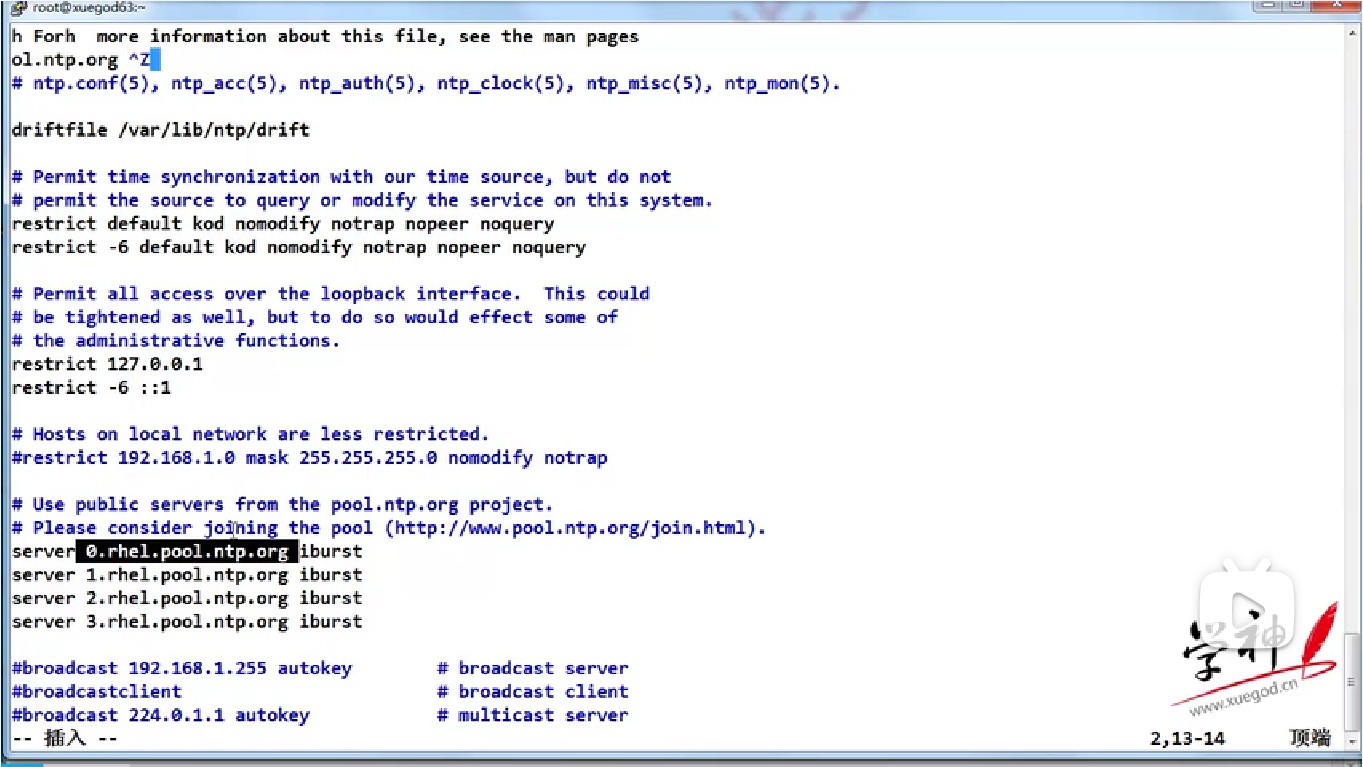 root@xuegod63:~
h Forh  more information about this file, see the man pages
ol.ntp.org ^Z
# ntp.conf(5), ntp_acc(5), ntp_auth(5), ntp_clock(5), ntp_misc(5), ntp_mon(5).
driftfile /var/lib/ntp/drift
# Permit time synchronization with our time source, but do not
# permit the source to query or modify the service on this system.
restrict default kod nomodify notrap nopeer noquery
restrict -6 default kod nomodify notrap nopeer noquery
# Permit all access over the loopback interface.  This could
# be tightened as well, but to do so would effect some of
# the administrative functions.
restrict 127.0.0.1
restrict -6 ::1
# Hosts on local network are less restricted.
#restrict 192.168.1.0 mask 255.255.255.0 nomodify notrap
# Use public servers from the pool.ntp.org project.
# Please consider joining the pool (http://www.pool.ntp.org/join.html).
server 0.rhel.pool.ntp.org iburst
server 1.rhel.pool.ntp.org iburst
server 2.rhel.pool.ntp.org iburst
server 3.rhel.pool.ntp.org iburst
#broadcast 192.168.1.255 autokey        # broadcast server
#broadcastclient                        # broadcast client
#broadcast 224.0.1.1 autokey            # multicast server
-- 插入 --                2,13-14      顶端
学神
www.xuegod.cn